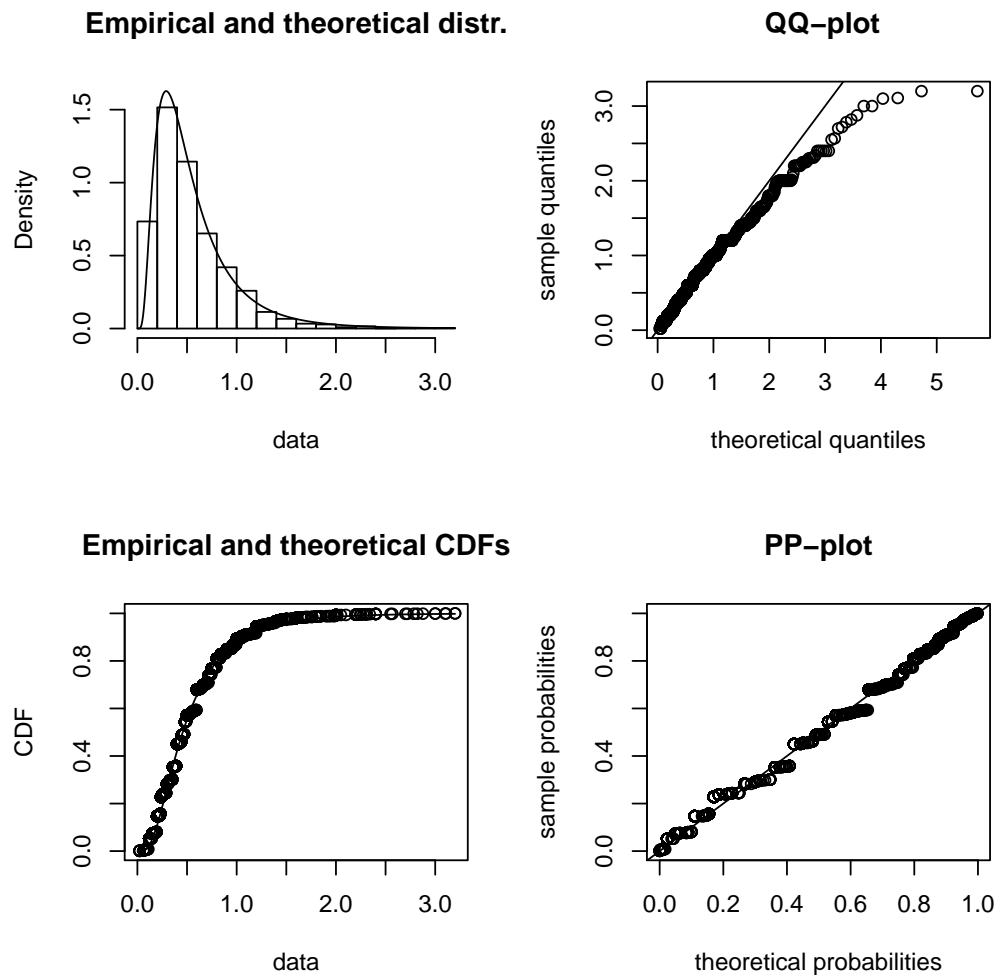 Empirical and theoretical distr.
Density
0.0 0.5 1.0 1.5
0.0 1.0 2.0 3.0
data
QQ−plot
sample quantiles
0.0 1.0 2.0 3.0
0 1 2 3 4 5
theoretical quantiles
Empirical and theoretical CDFs
CDF
0.0 0.4 0.8
0.0 1.0 2.0 3.0
data
PP−plot
sample probabilities
0.0 0.4 0.8
0.0 0.2 0.4 0.6 0.8 1.0
theoretical probabilities